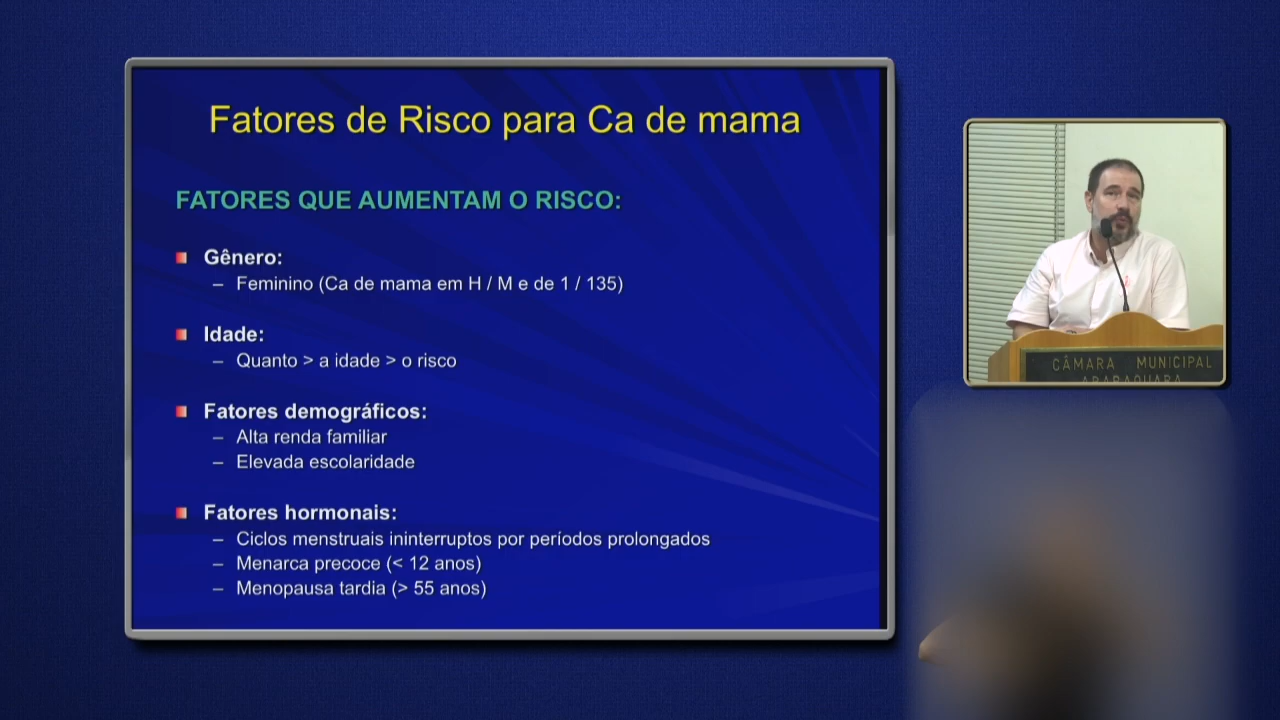 Fatores de Risco para Ca de mama
FATORES QUE AUMENTAM O RISCO:
Gênero:
– Feminino (Ca de mama em H / M e de 1 / 135)
Idade:
– Quanto > a idade > o risco
Fatores demográficos:
– Alta renda familiar
– Elevada escolaridade
Fatores hormonais:
– Ciclos menstruais ininterruptos por períodos prolongados
– Menarca precoce (< 12 anos)
– Menopausa tardia (> 55 anos)
CÂMARA MUNICIPAL
ARARAQUARA